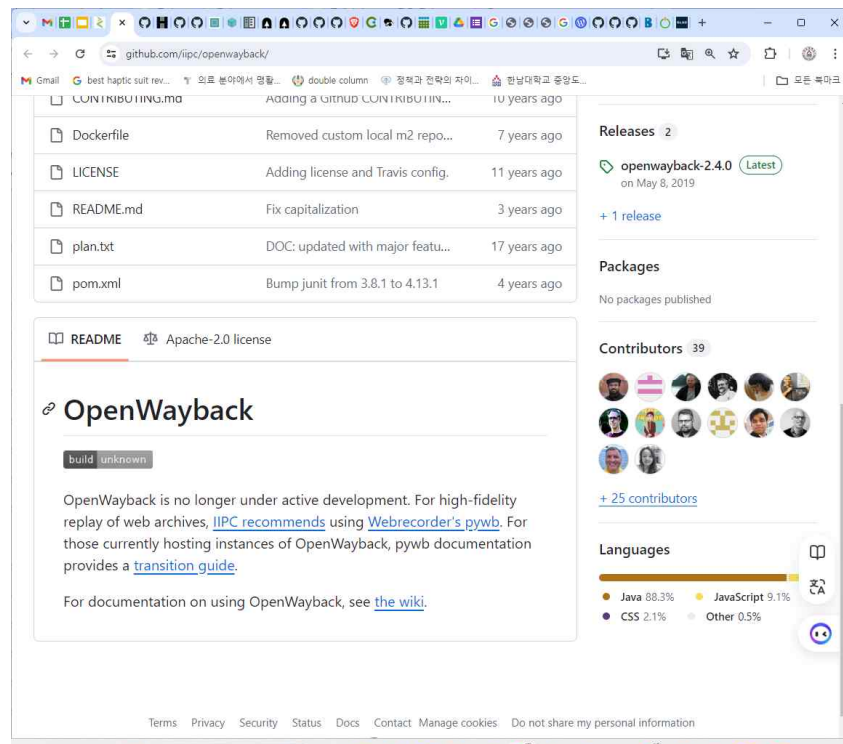 github.com/iipc/openwayback/
Gmail
best haptic suit rev...
의료 분야에서 명활...
double column
정책과 전략의 차이...
한남대학교 중앙도...
모든 북마크
CONTRIBUTING.md Adding a Github CONTRIBUTIN... 10 years ago
Dockerfile Removed custom local m2 repo... 7 years ago
LICENSE Adding license and Travis config. 11 years ago
README.md Fix capitalization 3 years ago
plan.txt DOC: updated with major featu... 17 years ago
pom.xml Bump junit from 3.8.1 to 4.13.1 4 years ago
README Apache-2.0 license
OpenWayback
build unknown
OpenWayback is no longer under active development. For high-fidelity
replay of web archives, IIPC recommends using Webrecorder's pywb. For
those currently hosting instances of OpenWayback, pywb documentation
provides a transition guide.
For documentation on using OpenWayback, see the wiki.
Releases 2
openwayback-2.4.0 Latest
on May 8, 2019
+ 1 release
Packages
No packages published
Contributors 39
+ 25 contributors
Languages
Java 88.3% JavaScript 9.1%
CSS 2.1% Other 0.5%
Terms Privacy Security Status Docs Contact Manage cookies Do not share my personal information